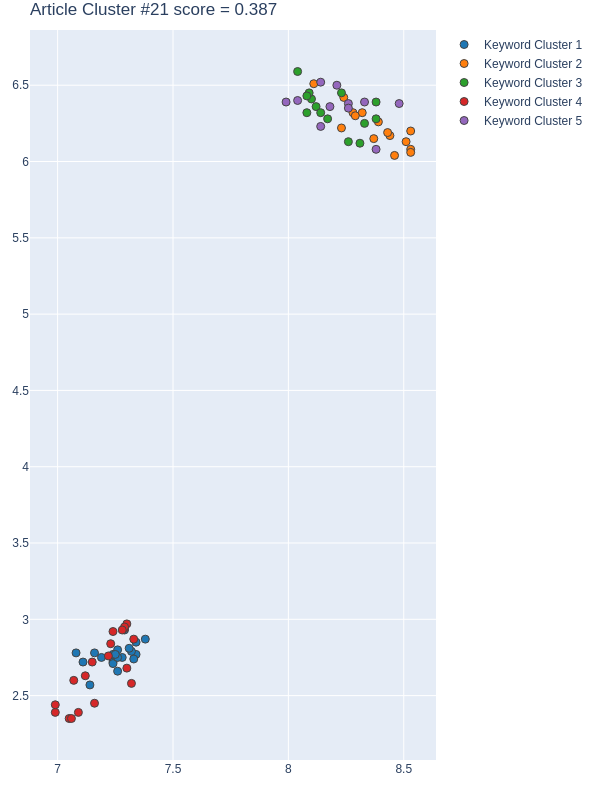 Article Cluster #21 score = 0.387
Keyword Cluster 1
Keyword Cluster 2
Keyword Cluster 3
Keyword Cluster 4
Keyword Cluster 5
6.5
6
5.5
5
4.5
4
3.5
3
2.5
7
7.5
8
8.5